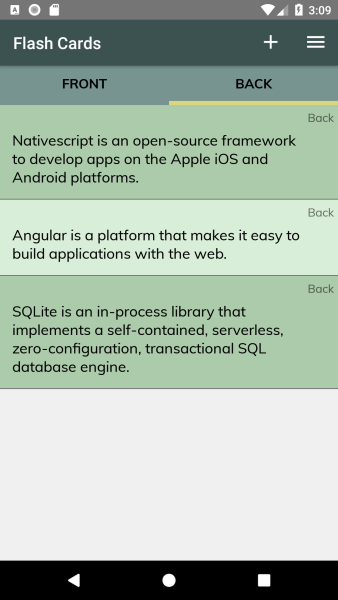 3:09
Flash Cards
FRONT BACK
Back
Nativescript is an open-source framework
to develop apps on the Apple iOS and
Android platforms.
Back
Angular is a platform that makes it easy to
build applications with the web.
Back
SQLite is an in-process library that
implements a self-contained, serverless,
zero-configuration, transactional SQL
database engine.